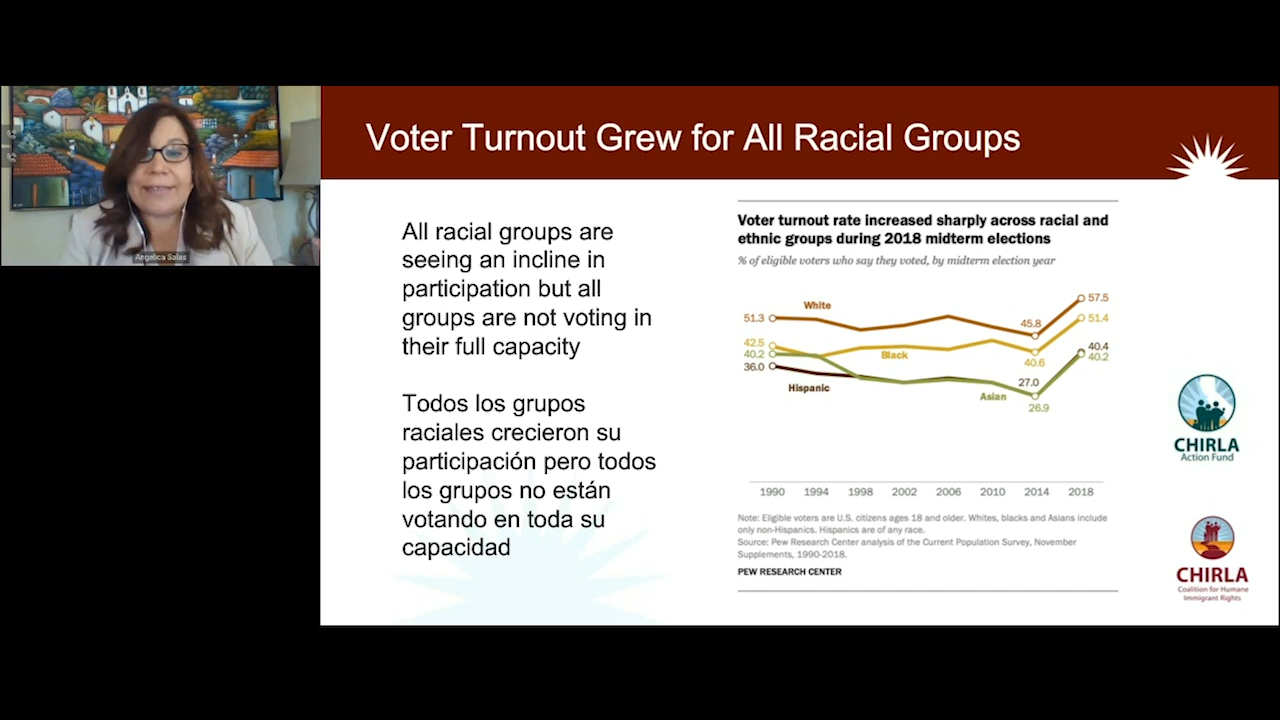 Angelica Salas
Voter Turnout Grew for All Racial Groups
All racial groups are
seeing an incline in
participation but all
groups are not voting in
their full capacity
Todos los grupos
raciales crecieron su
participación pero todos
los grupos no están
votando en toda su
capacidad
Voter turnout rate increased sharply across racial and
ethnic groups during 2018 midterm elections
% of eligible voters who say they voted, by midterm election year
White
51.3
45.8
57.5
42.5
Black
40.6
51.4
40.2
36.0
Hispanic
27.0
40.4
Asian
26.9
40.2
1990 1994 1998 2002 2006 2010 2014 2018
Note: Eligible voters are U.S. citizens ages 18 and older. Whites, blacks and Asians include
only non-Hispanics. Hispanics are of any race.
Source: Pew Research Center analysis of the Current Population Survey, November
Supplements, 1990-2018.
PEW RESEARCH CENTER
CHIRLA
Action Fund
CHIRLA
Coalition for Humane
Immigrant Rights